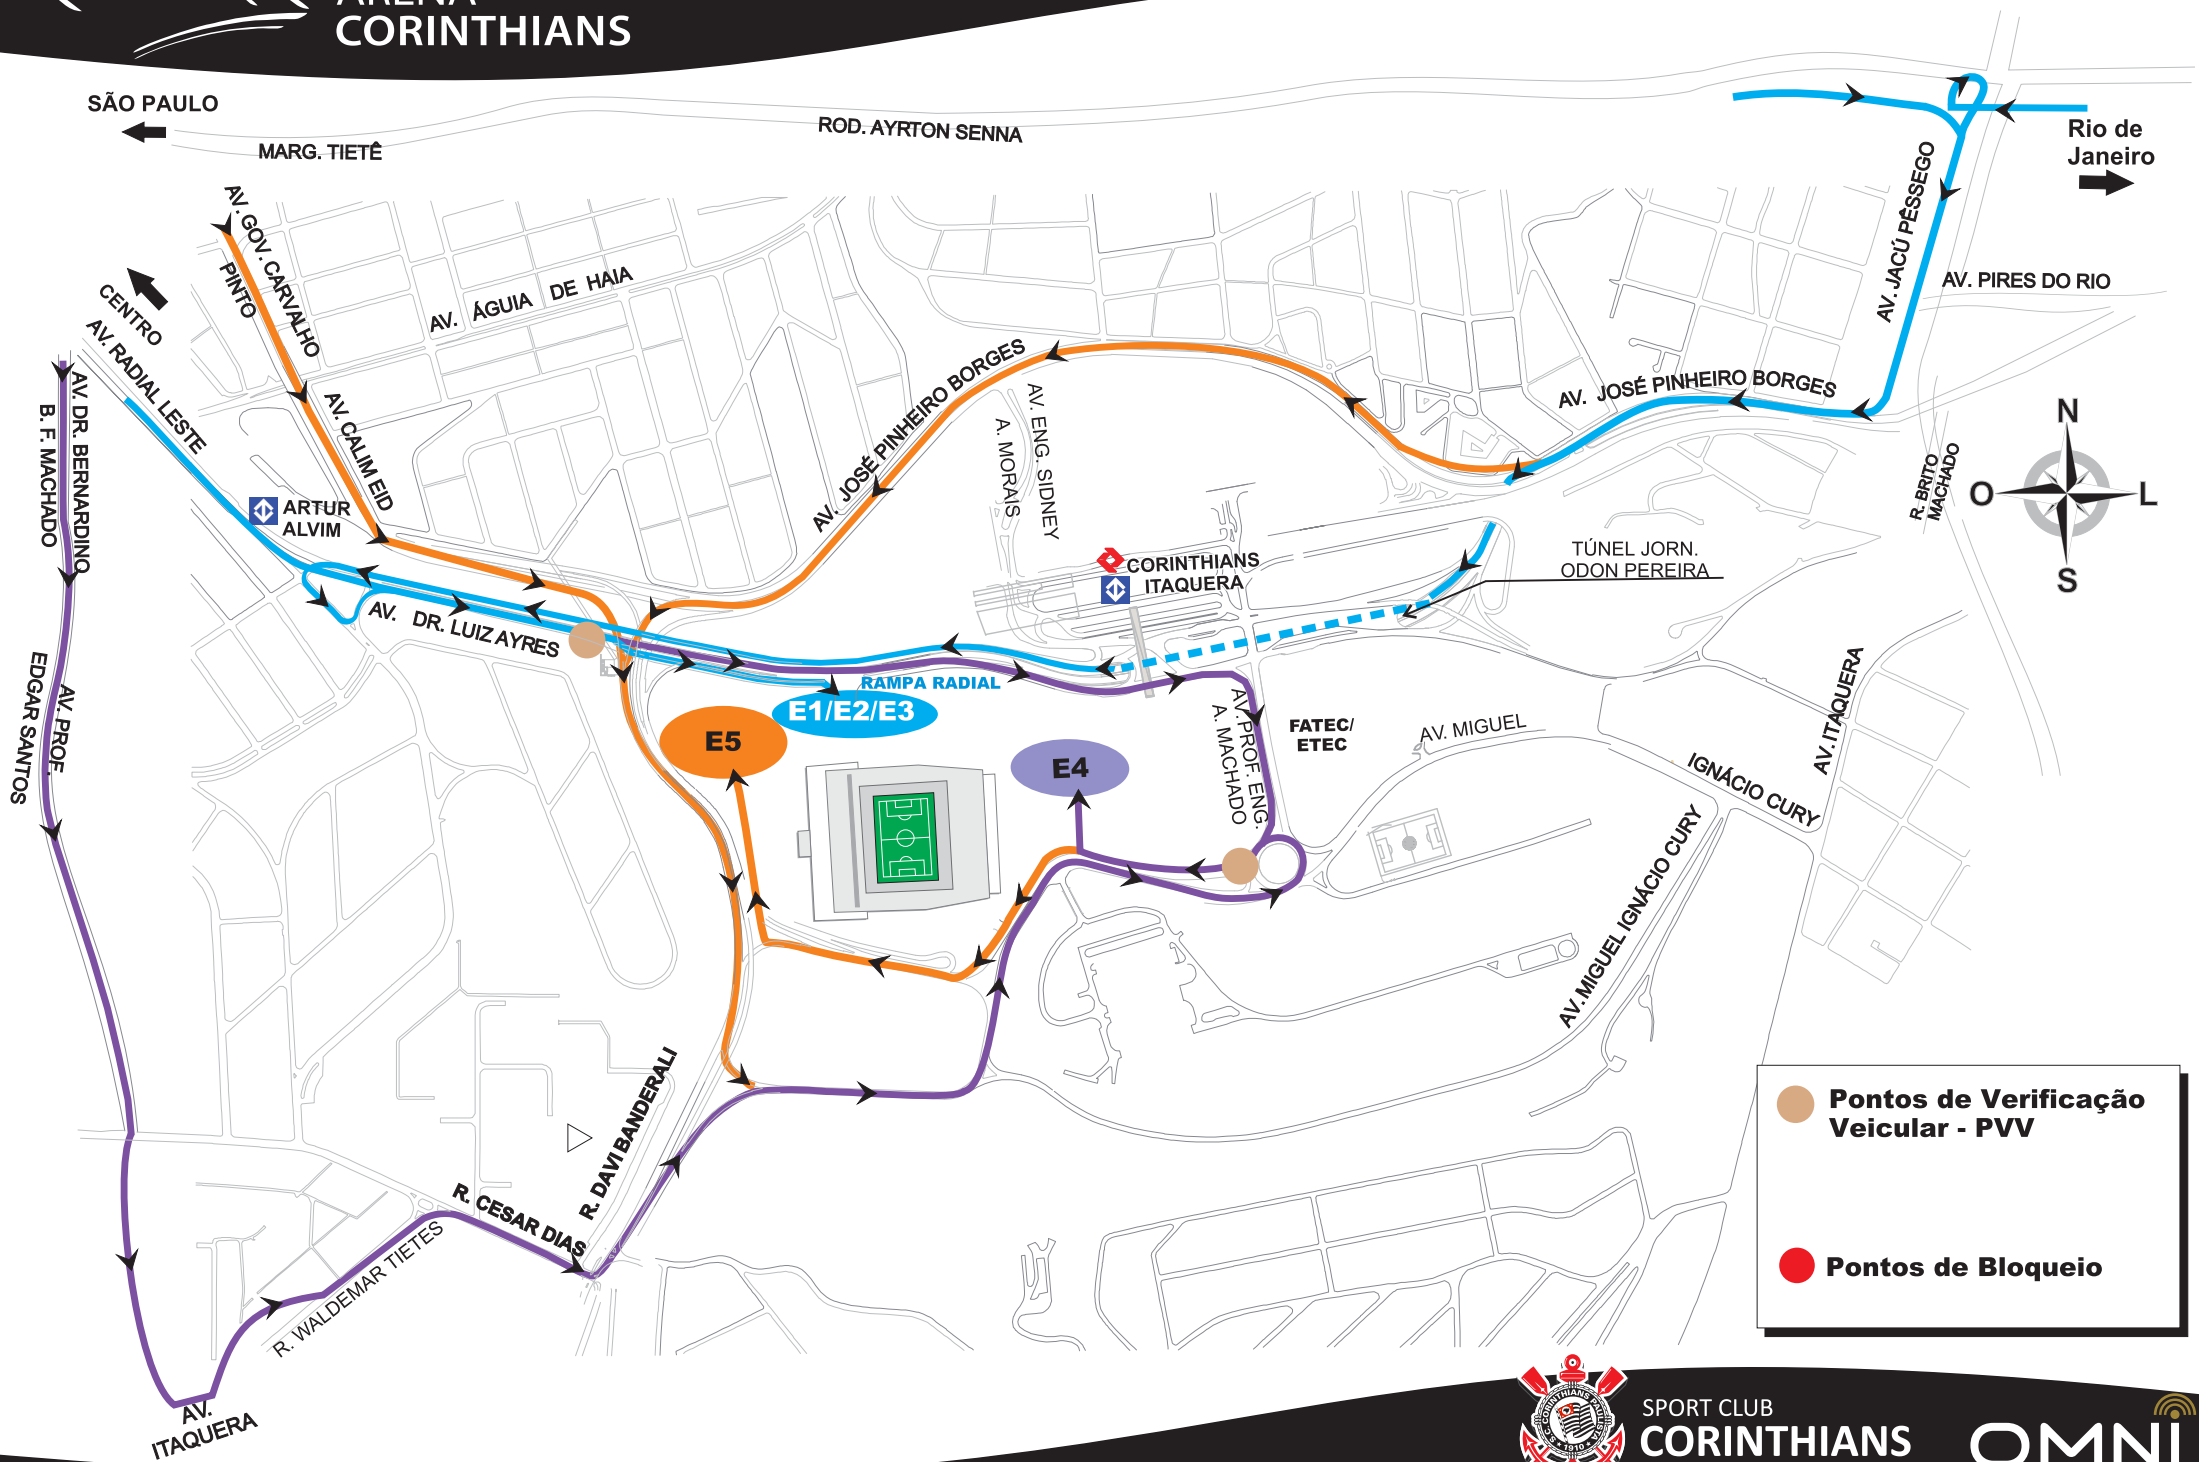 ARENA
CORINTHIANS
SÃO PAULO
MARG. TIETÊ
ROD. AYRTON SENNA
Rio de
Janeiro
AV. GOV. CARVALHO
PINTO
CENTRO
AV. RADIAL LESTE
AV. ÁGUIA DE HAIA
AV. CALIM EID
AV. JACÚ PÊSSEGO
AV. PIRES DO RIO
AV. JOSÉ PINHEIRO BORGES
AV. JOSÉ PINHEIRO BORGES
AV. ENG. SIDNEY
A. MORAIS
AV. DR. BERNARDINO
B. F. MACHADO
ARTUR
ALVIM
R. BRITO
MACHADO
N
O
L
S
CORINTHIANS
ITAQUERA
TÚNEL JORN.
ODON PEREIRA
AV. DR. LUIZ AYRES
RAMPA RADIAL
E1/E2/E3
E5
E4
AV. PROF. ENG.
A. MACHADO
FATEC/
ETEC
AV. MIGUEL
IGNÁCIO CURY
AV. ITAQUERA
AV. PROF.
EDGAR SANTOS
AV. MIGUEL IGNÁCIO CURY
R. DAVI BANDERALI
R. CESAR DIAS
R. WALDEMAR TIETES
AV.
ITAQUERA
Pontos de Verificação
Veicular - PVV
Pontos de Bloqueio
S.C. CORINTHIANS PAULISTA
1910
SPORT CLUB
CORINTHIANS
OMNI